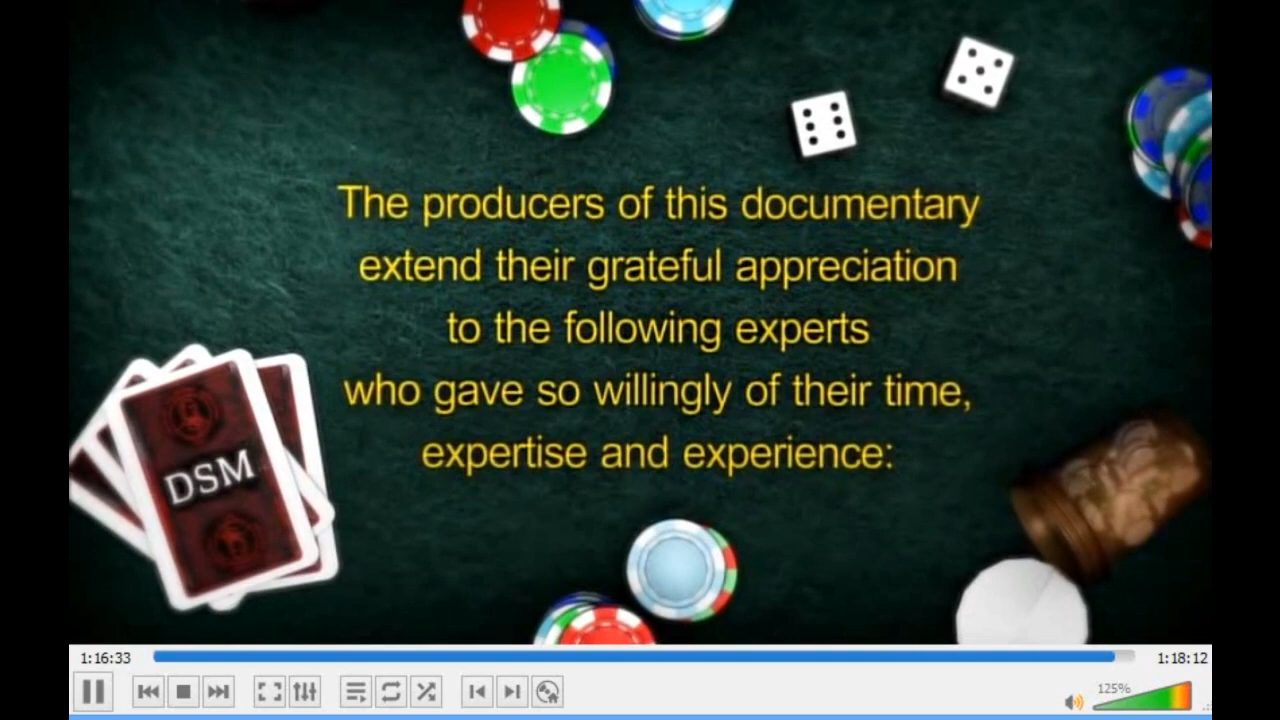 The producers of this documentary
extend their grateful appreciation
to the following experts
who gave so willingly of their time,
expertise and experience:
DSM
1:16:33
1:18:12
125%